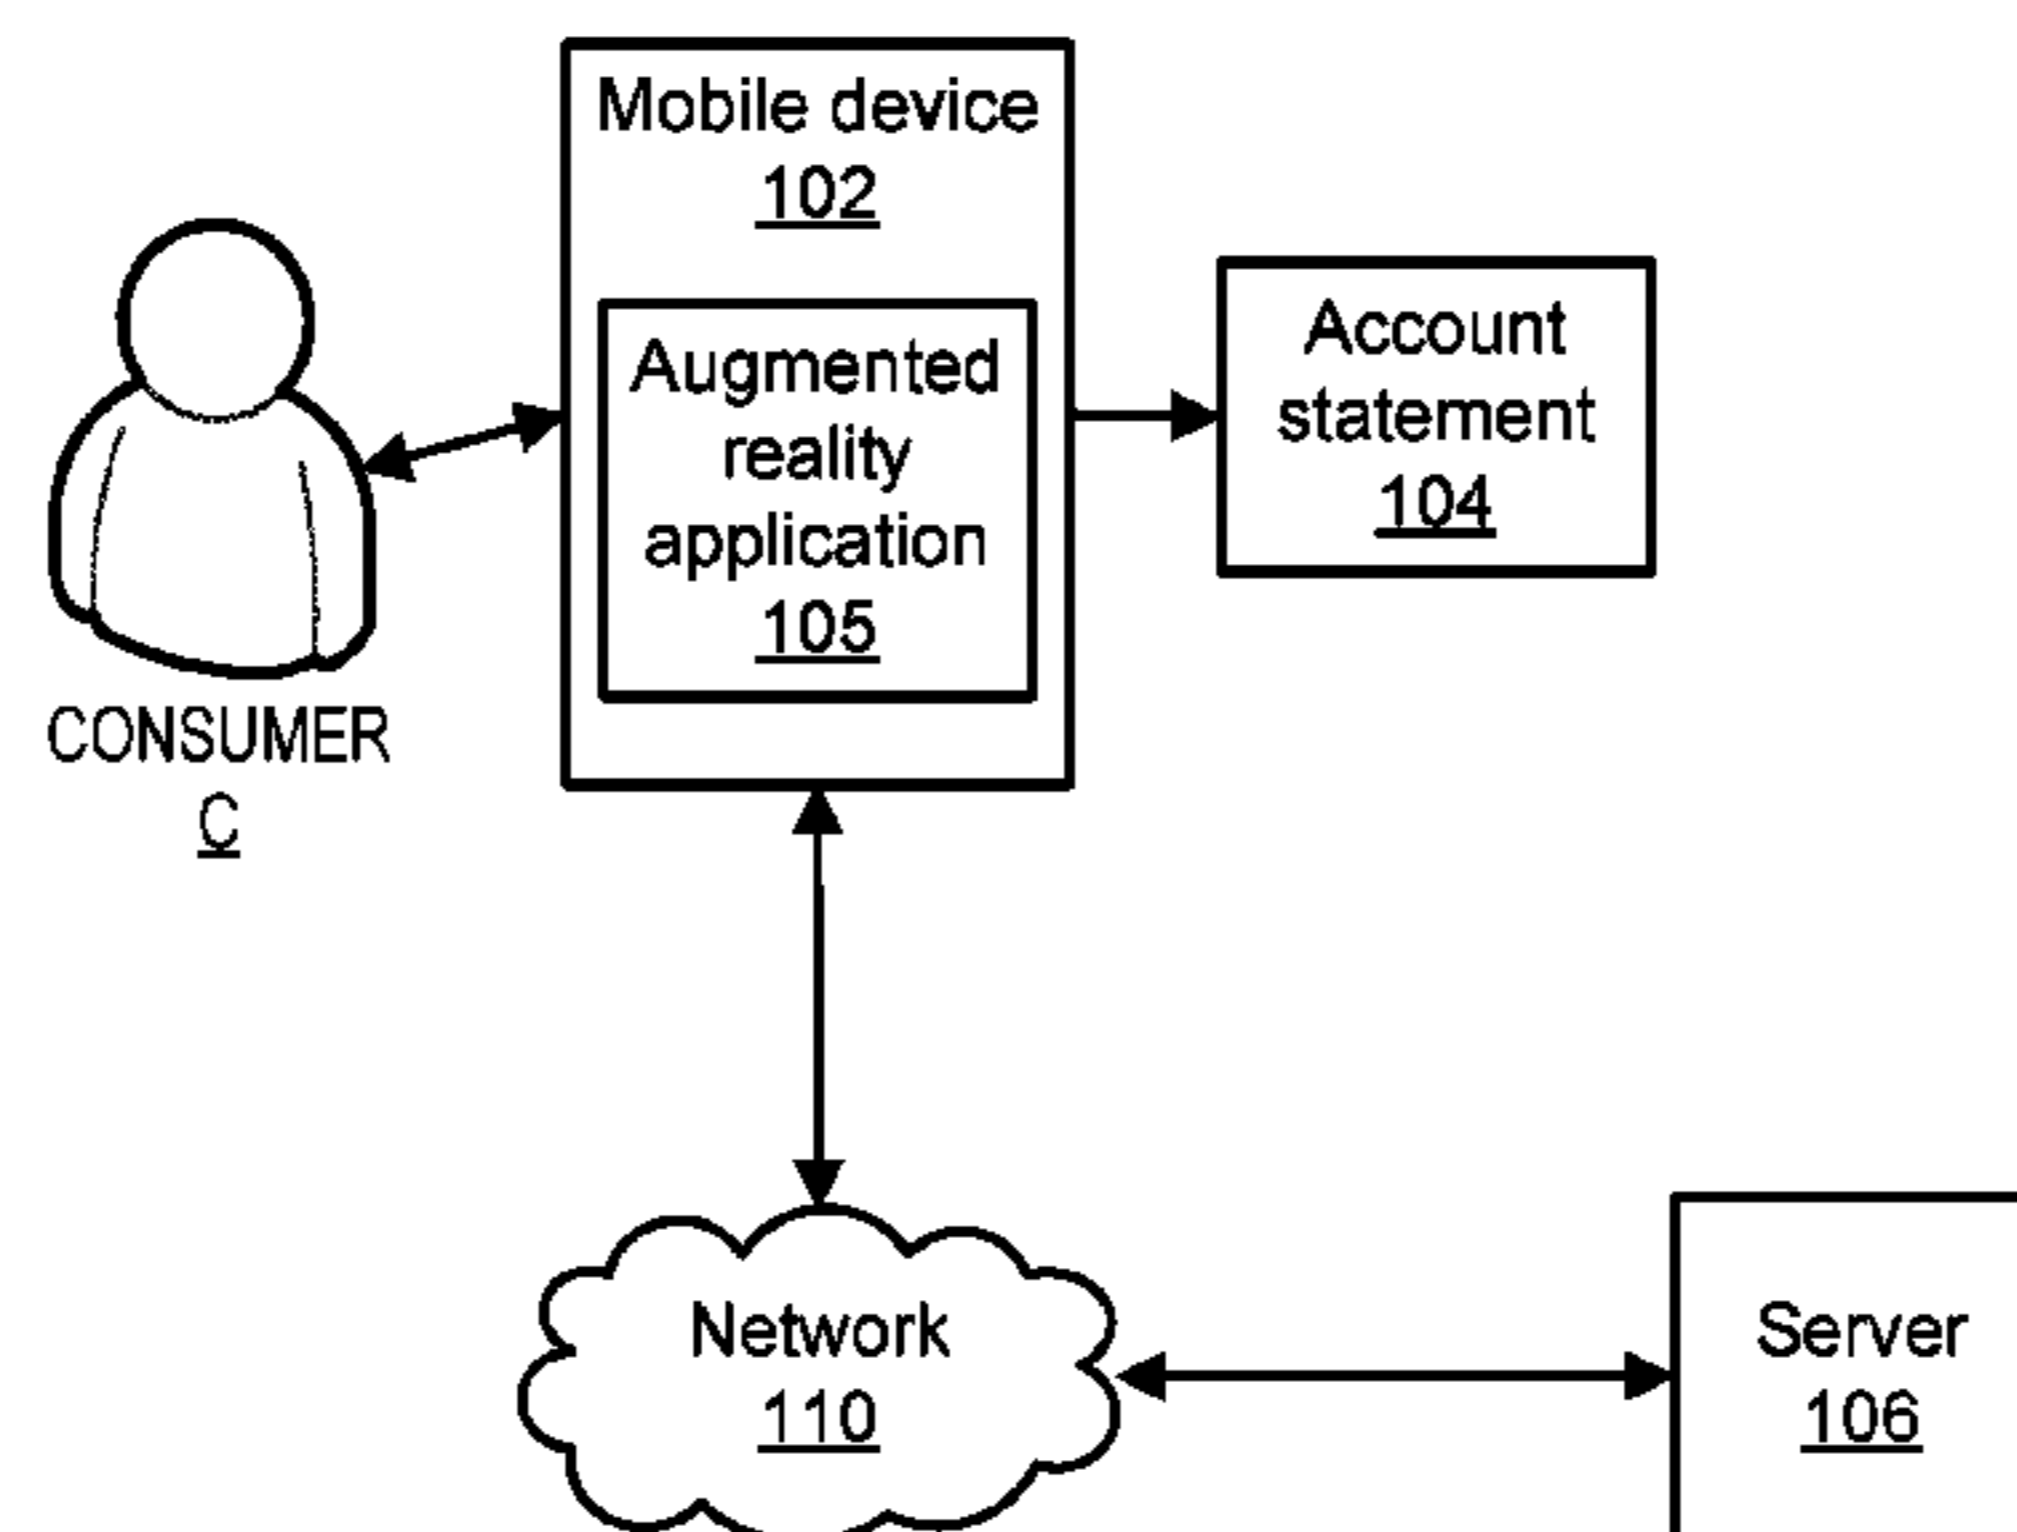 Mobile device
102
Augmented
reality
application
105
Account
statement
104
CONSUMER
C
Network
110
Server
106